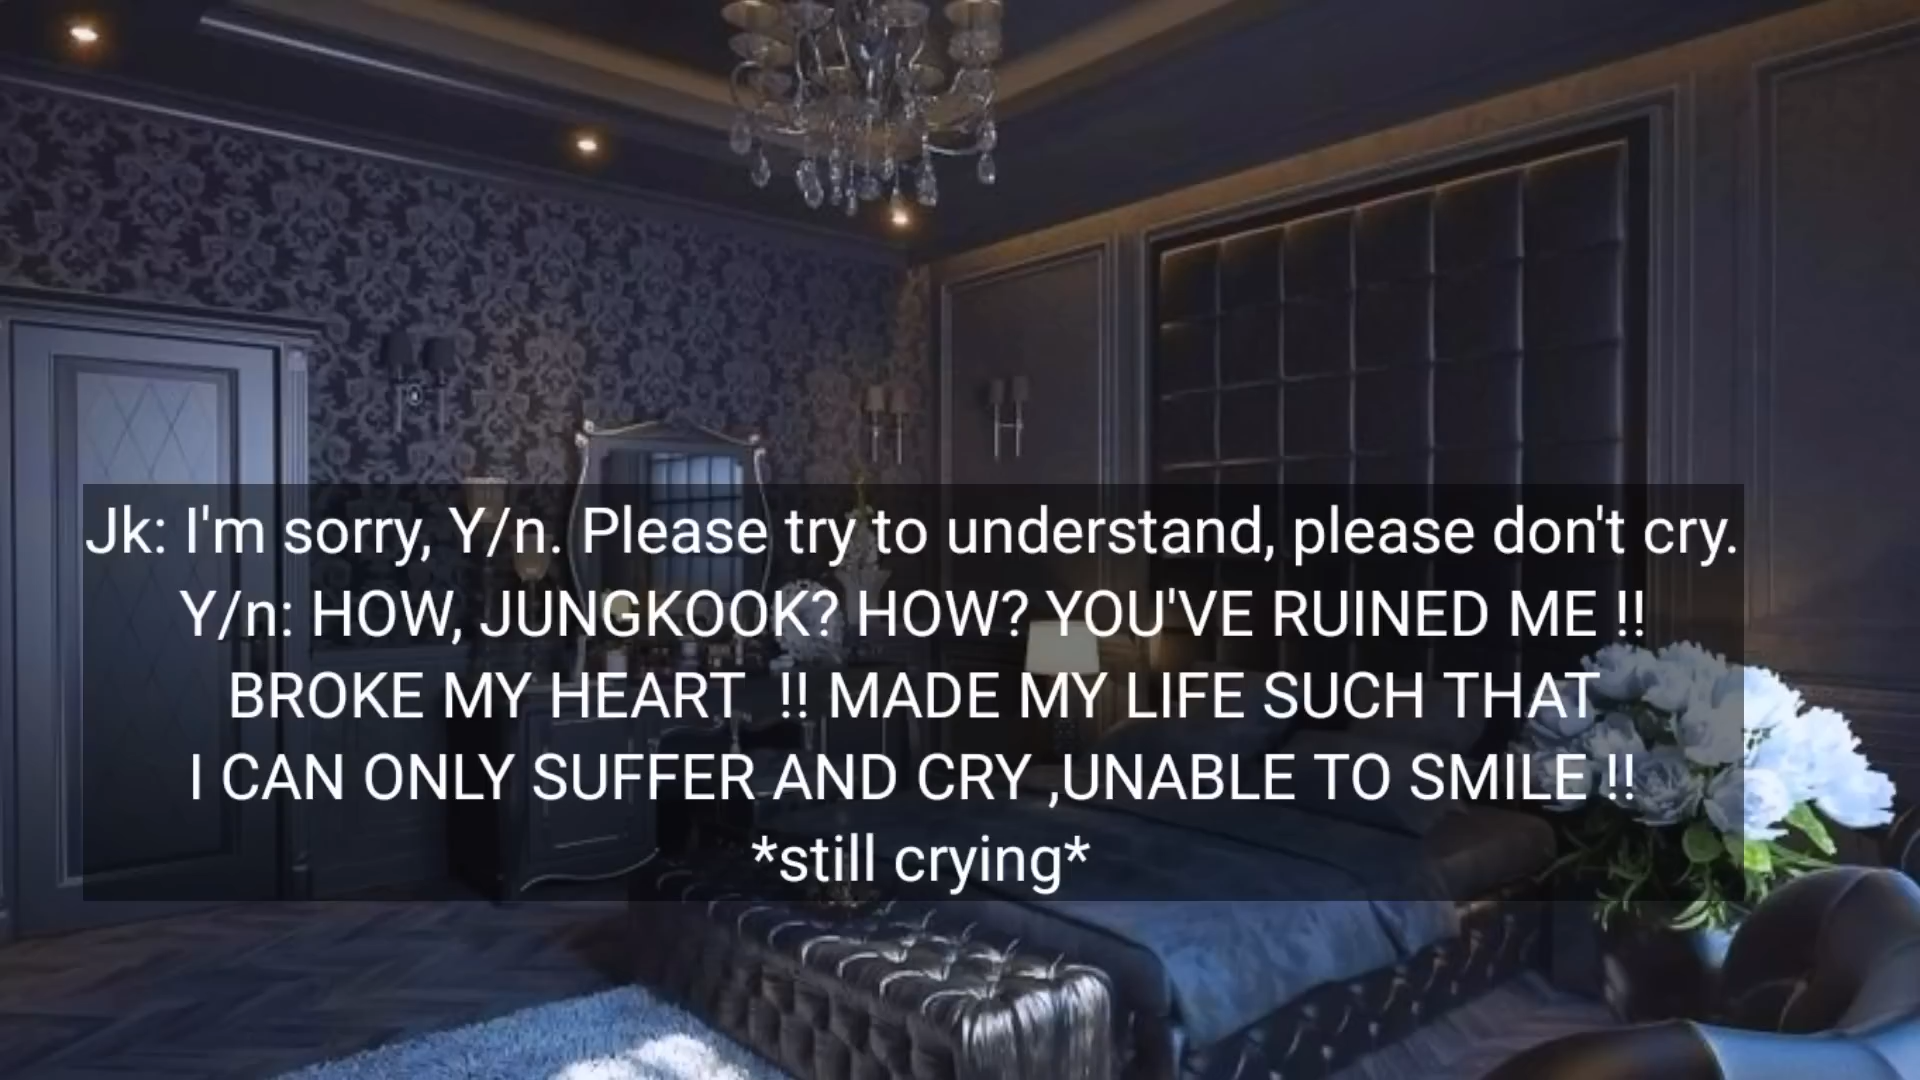 Jk: I'm sorry, Y/n. Please try to understand, please don't cry.
Y/n: HOW, JUNGKOOK? HOW? YOU'VE RUINED ME !!
BROKE MY HEART  !! MADE MY LIFE SUCH THAT
I CAN ONLY SUFFER AND CRY ,UNABLE TO SMILE !!
*still crying*